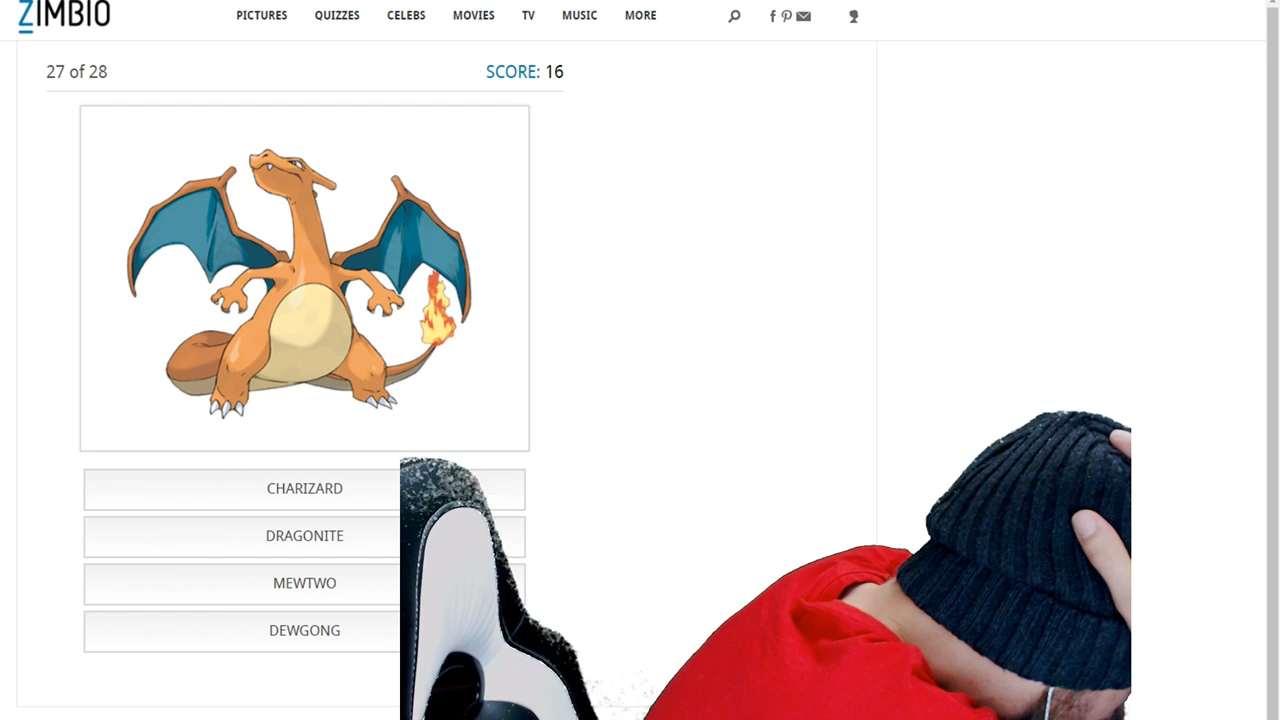 ZIMBIO
PICTURES QUIZZES CELEBS MOVIES TV MUSIC MORE
27 of 28 SCORE: 16
CHARIZARD
DRAGONITE
MEWTWO
DEWGONG